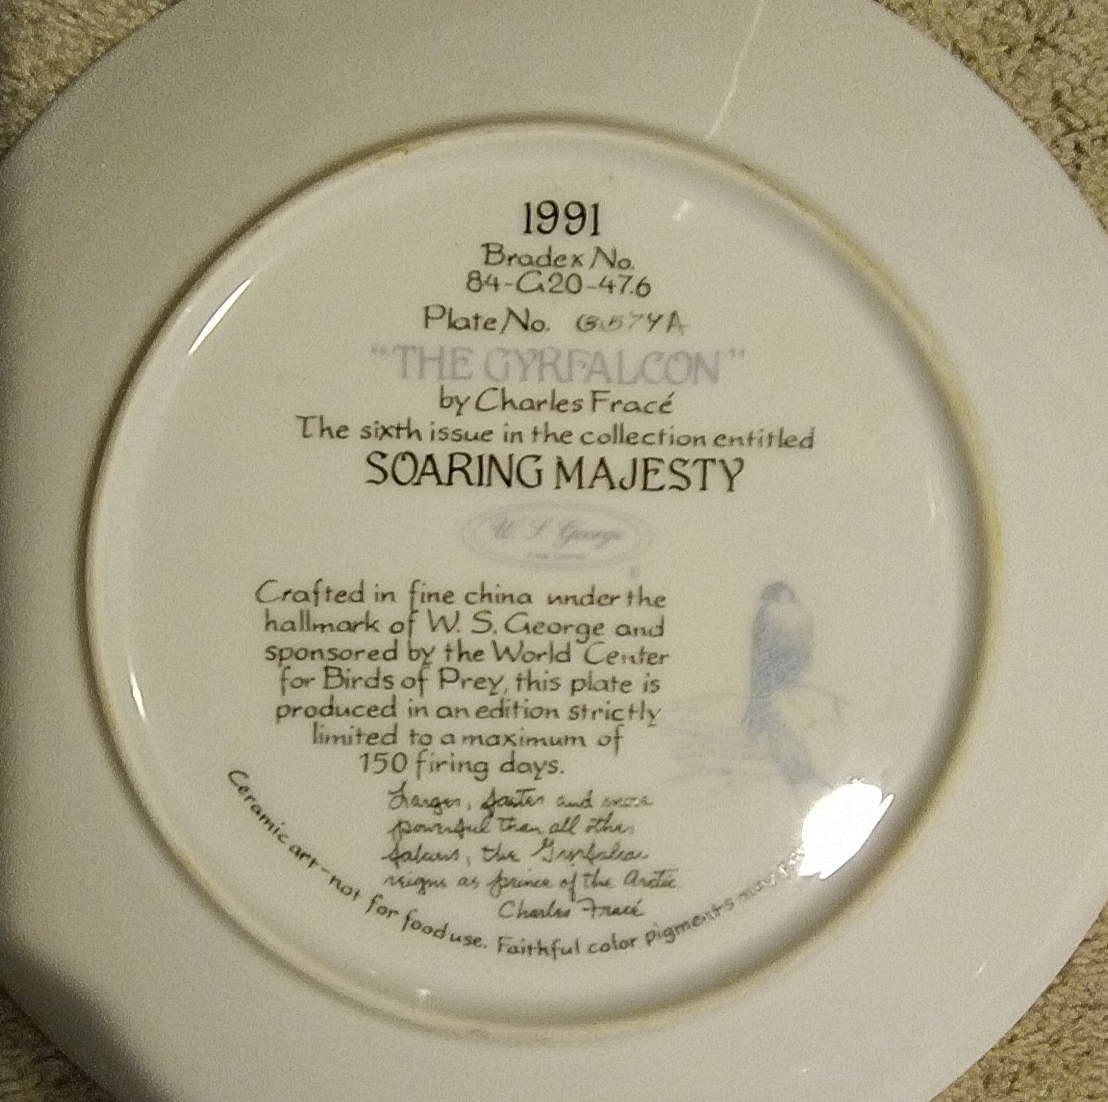 1991
Bradex No.
84-G20-47.6
Plate No. G579A
"THE GYRFALCON"
by Charles Fracé
The sixth issue in the collection entitled
SOARING MAJESTY
W. S. George
Crafted in fine china under the
hallmark of W. S. George and
sponsored by the World Center
for Birds of Prey, this plate is
produced in an edition strictly
limited to a maximum of
150 firing days.
Larger, faster and more
powerful than all other
falcons, the Gyrfalcon
reigns as prince of the Arctic
Charles Fracé
Ceramic art-not for food use. Faithful color pigments may